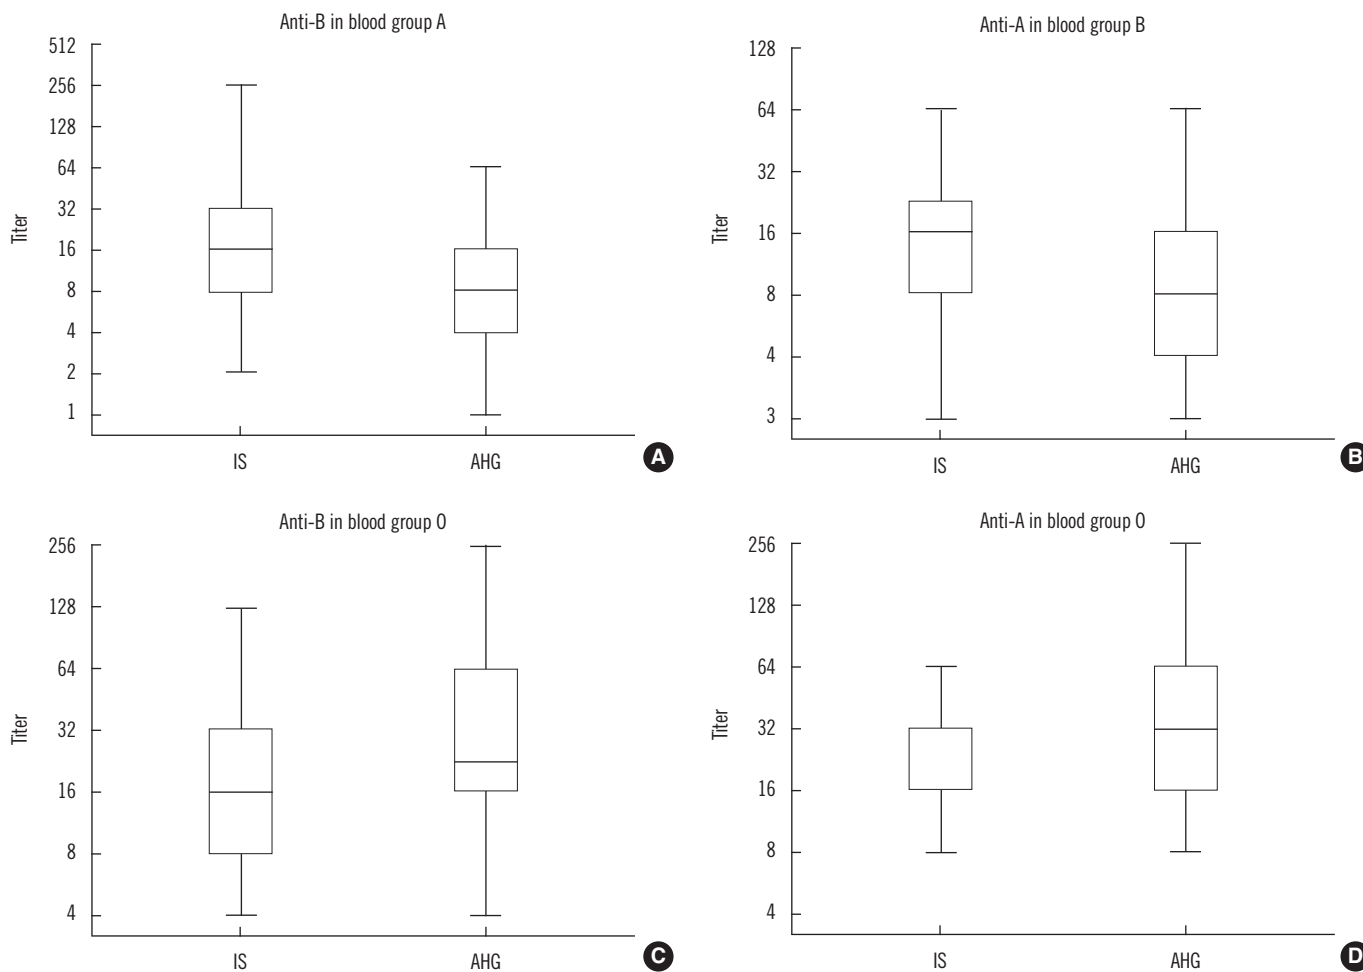 Anti-B in blood group A
512
256
128
64
32
16
8
4
2
1
Titer
IS AHG
A
Anti-A in blood group B
128
64
32
16
8
4
3
Titer
IS AHG
B
Anti-B in blood group O
256
128
64
32
16
8
4
Titer
IS AHG
C
Anti-A in blood group O
256
128
64
32
16
8
4
Titer
IS AHG
D